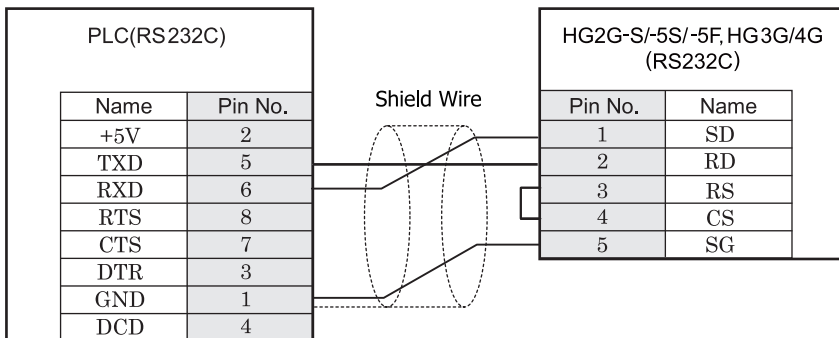 PLC(RS232C)
Name Pin No.
+5V 2
TXD 5
RXD 6
RTS 8
CTS 7
DTR 3
GND 1
DCD 4
Shield Wire
HG2G-S/-5S/-5F,HG3G/4G
(RS232C)
Pin No. Name
1 SD
2 RD
3 RS
4 CS
5 SG